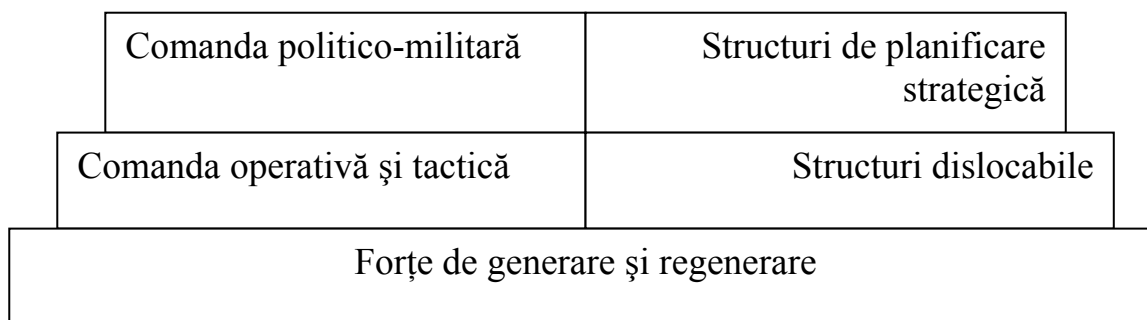 Comanda politico-militară
Structuri de planificare
strategică
Comanda operativă şi tactică
Structuri dislocabile
Forțe de generare şi regenerare